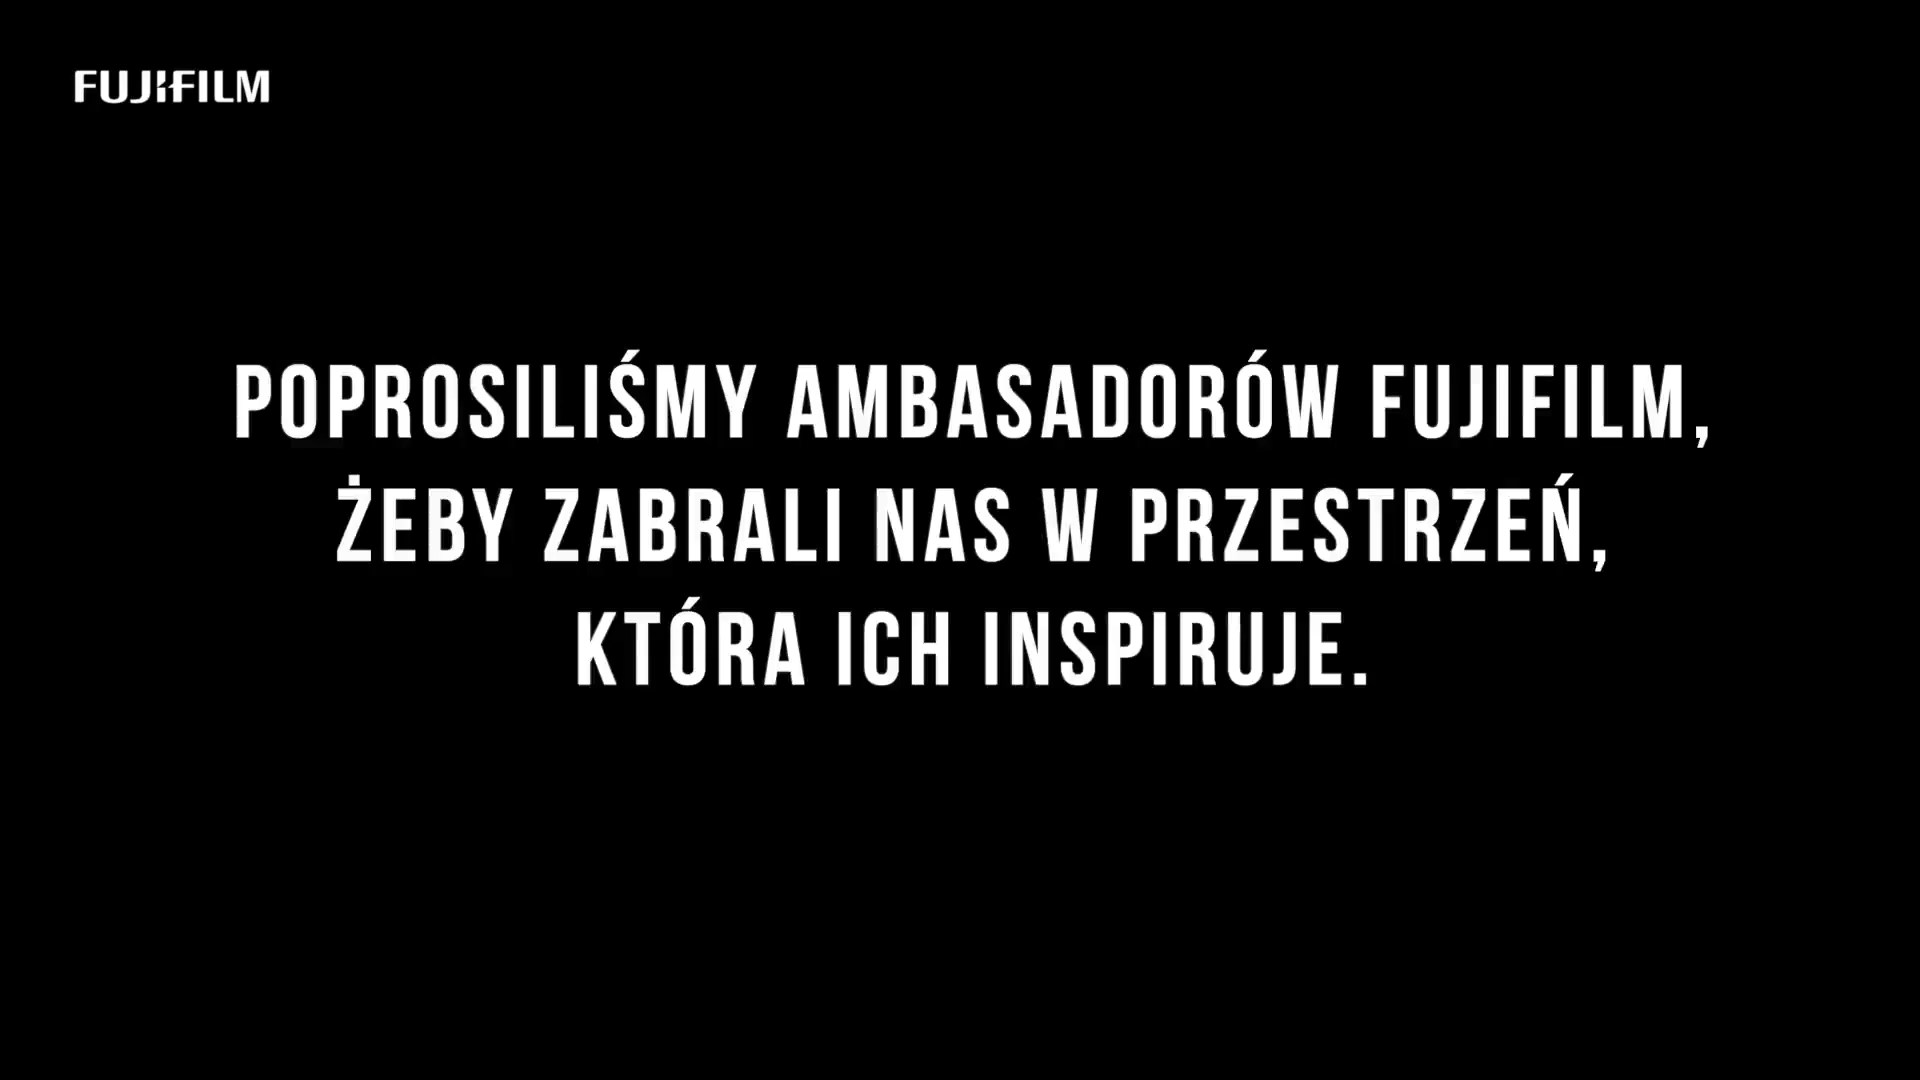 FUJIFILM
POPROSILIŚMY AMBASADORÓW FUJIFILM,
ŻEBY ZABRALI NAS W PRZESTRZEŃ,
KTÓRA ICH INSPIRUJE.